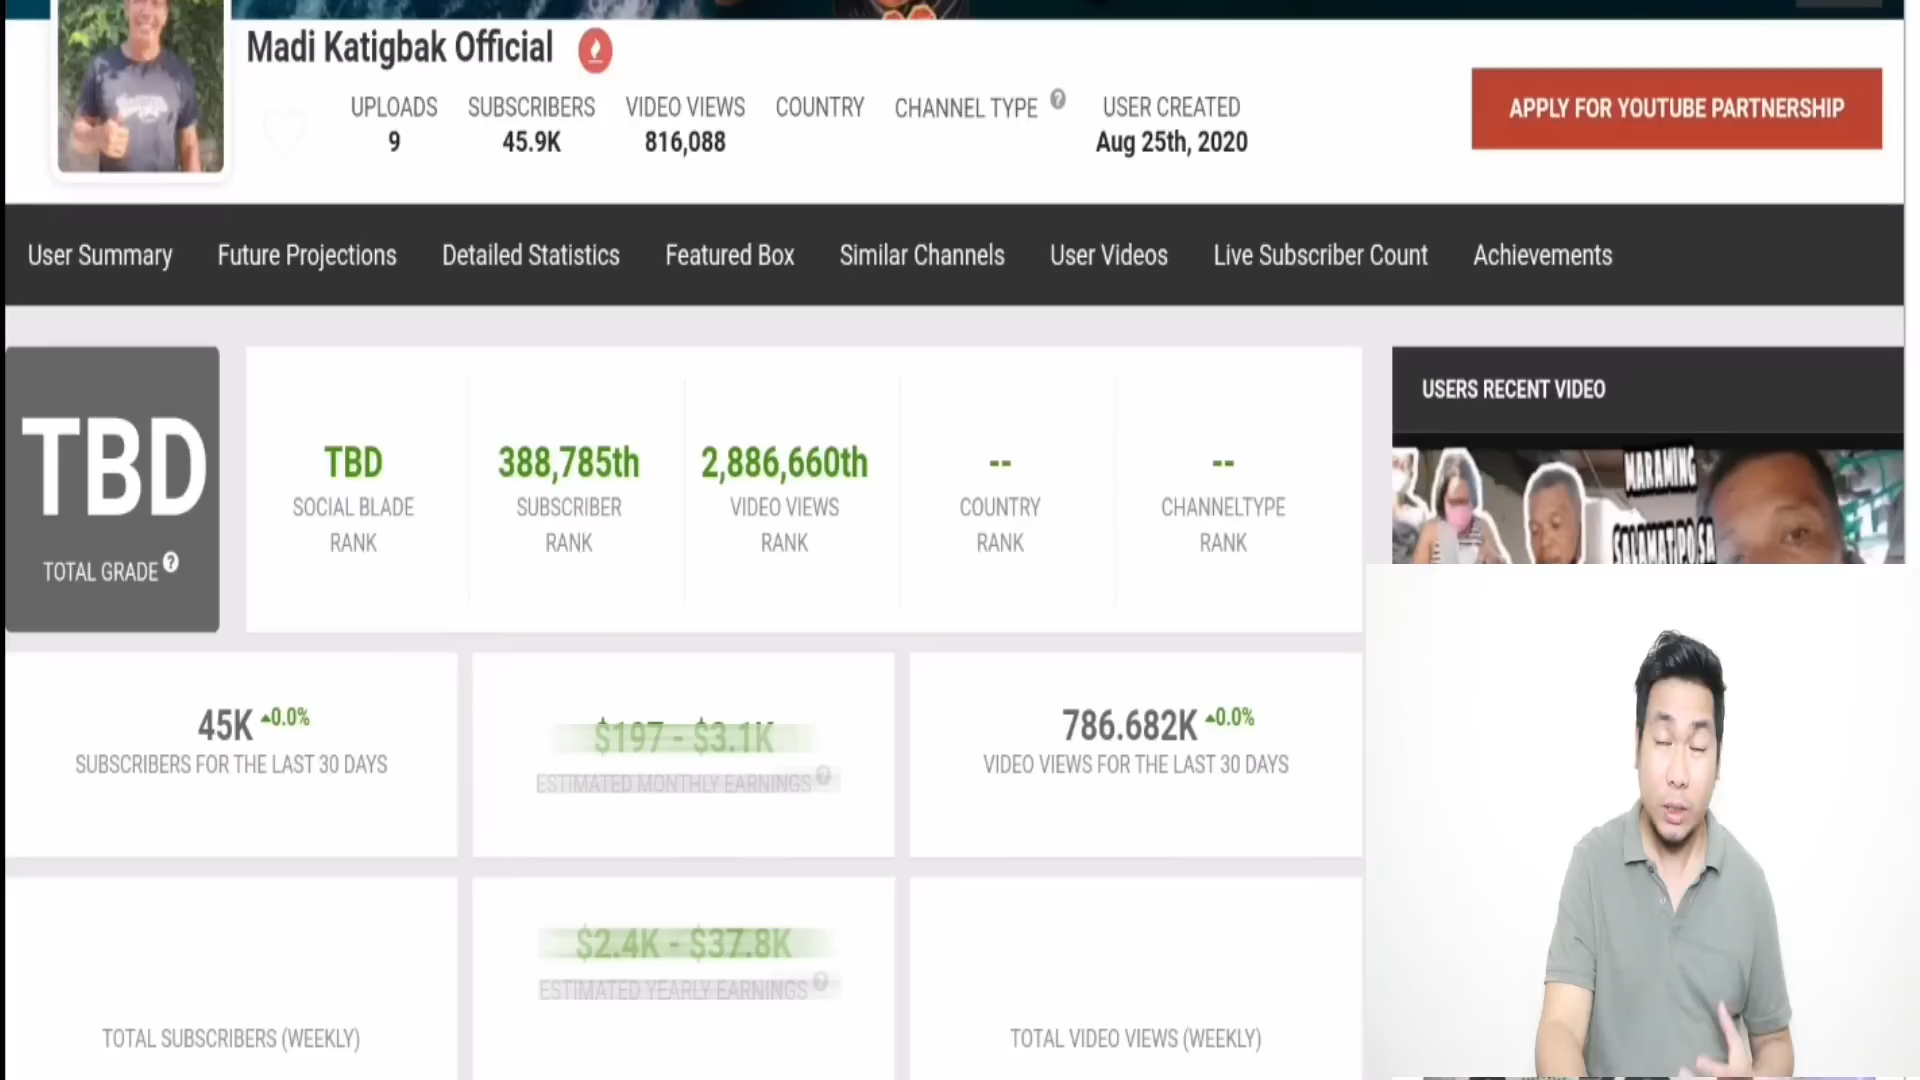 Madi Katigbak Official
UPLOADS
9
SUBSCRIBERS
45.9K
VIDEO VIEWS
816,088
COUNTRY
CHANNEL TYPE ?
USER CREATED
Aug 25th, 2020
APPLY FOR YOUTUBE PARTNERSHIP
User Summary
Future Projections
Detailed Statistics
Featured Box
Similar Channels
User Videos
Live Subscriber Count
Achievements
TBD
TOTAL GRADE ?
TBD
SOCIAL BLADE
RANK
388,785th
SUBSCRIBER
RANK
2,886,660th
VIDEO VIEWS
RANK
--
COUNTRY
RANK
--
CHANNELTYPE
RANK
USERS RECENT VIDEO
MARAMING
SALAMAT PO SA
45K 0.0%
SUBSCRIBERS FOR THE LAST 30 DAYS
$197 - $3.1K
ESTIMATED MONTHLY EARNINGS ?
786.682K 0.0%
VIDEO VIEWS FOR THE LAST 30 DAYS
TOTAL SUBSCRIBERS (WEEKLY)
$2.4K - $37.8K
ESTIMATED YEARLY EARNINGS ?
TOTAL VIDEO VIEWS (WEEKLY)